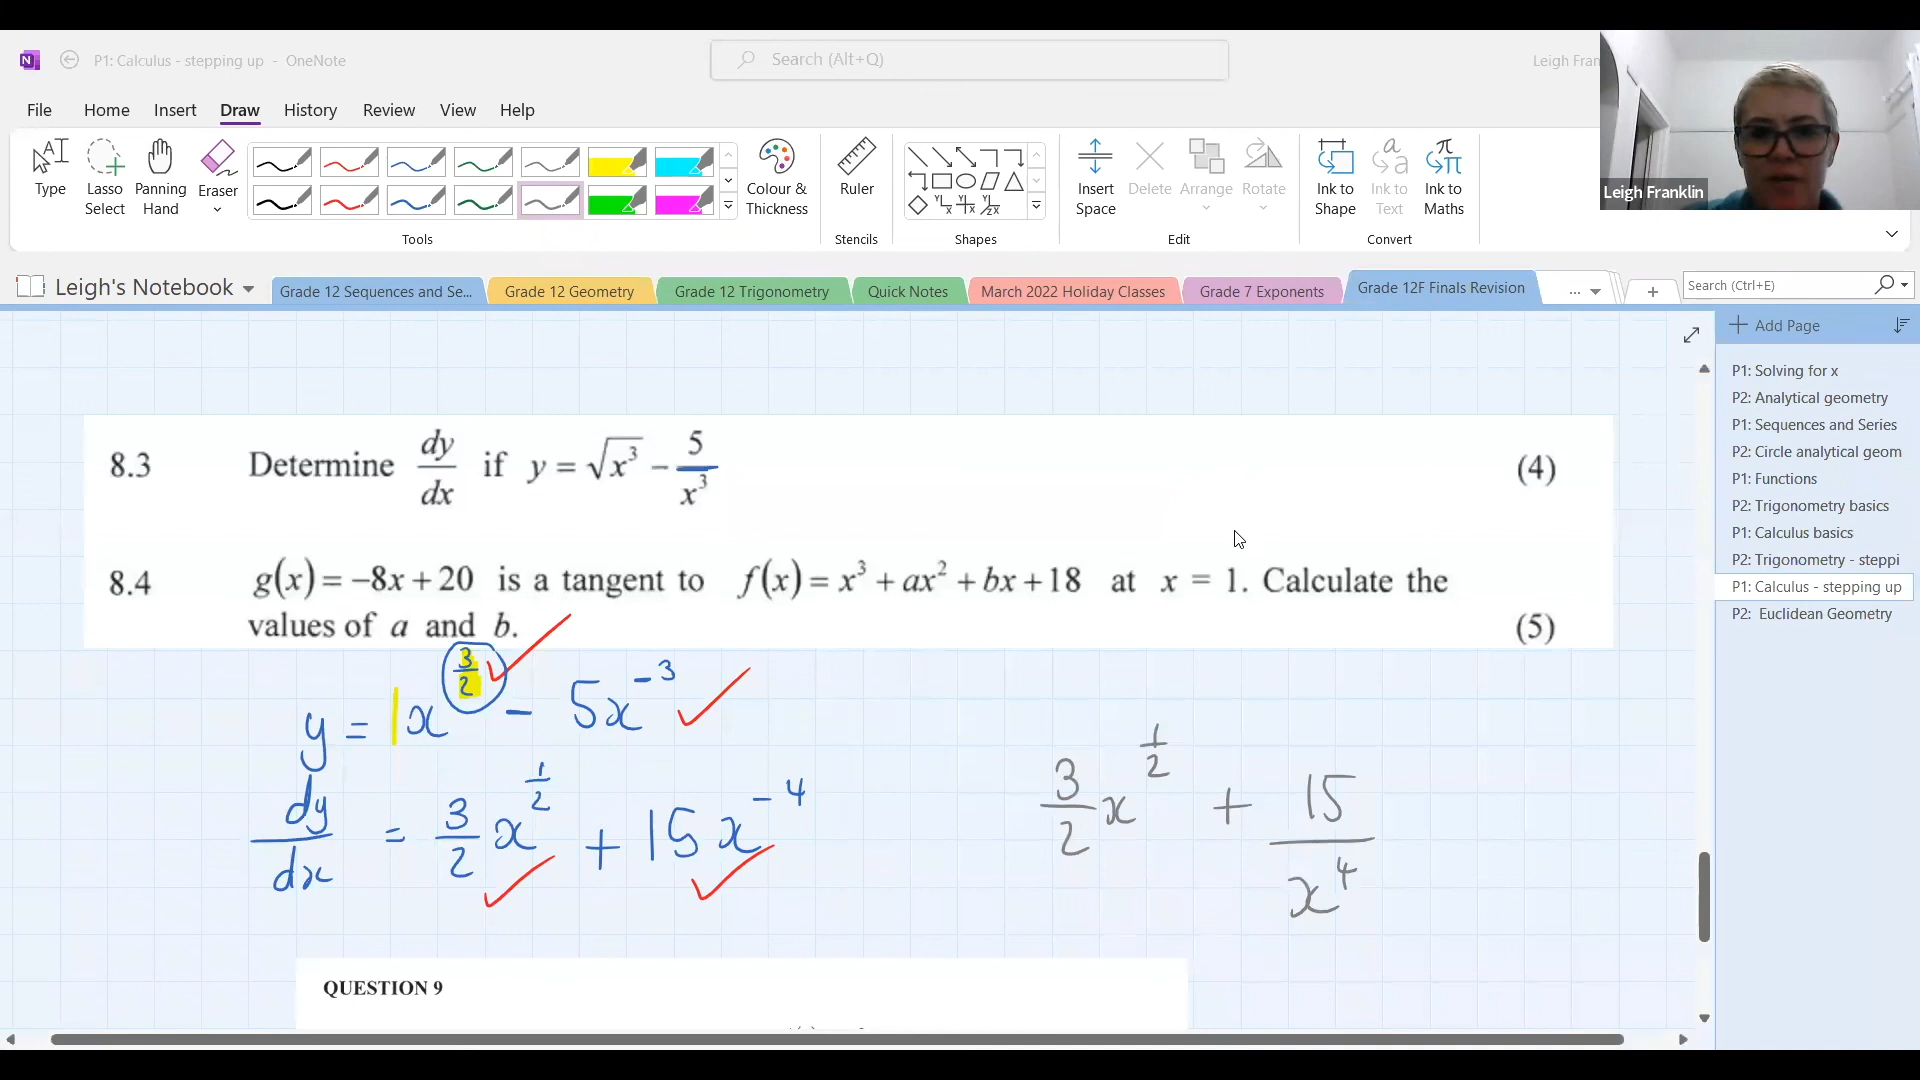 P1: Calculus - stepping up - OneNote
Search (Alt+Q)
Leigh Fran
File Home Insert Draw History Review View Help
Type
Lasso Select
Panning Hand
Eraser
Colour & Thickness
Ruler
Insert Space
Delete
Arrange
Rotate
Ink to Shape
Ink to Text
Ink to Maths
Leigh Franklin
Tools Stencils Shapes Edit Convert
Leigh's Notebook
Grade 12 Sequences and Se... Grade 12 Geometry Grade 12 Trigonometry Quick Notes March 2022 Holiday Classes Grade 7 Exponents Grade 12F Finals Revision ...
Search (Ctrl+E)
Add Page
P1: Solving for x
P2: Analytical geometry
P1: Sequences and Series
P2: Circle analytical geom
P1: Functions
P2: Trigonometry basics
P1: Calculus basics
P2: Trigonometry - steppi
P1: Calculus - stepping up
P2: Euclidean Geometry
8.3 Determine dy/dx if y = √x³ − 5/x³ (4)
8.4 g(x) = −8x + 20 is a tangent to f(x) = x³ + ax² + bx + 18 at x = 1. Calculate the
values of a and b. (5)
y = 1x^(3/2) − 5x^(−3)
dy/dx = 3/2 x^(1/2) + 15x^(−4)
3/2 x^(1/2) + 15/x⁴
QUESTION 9